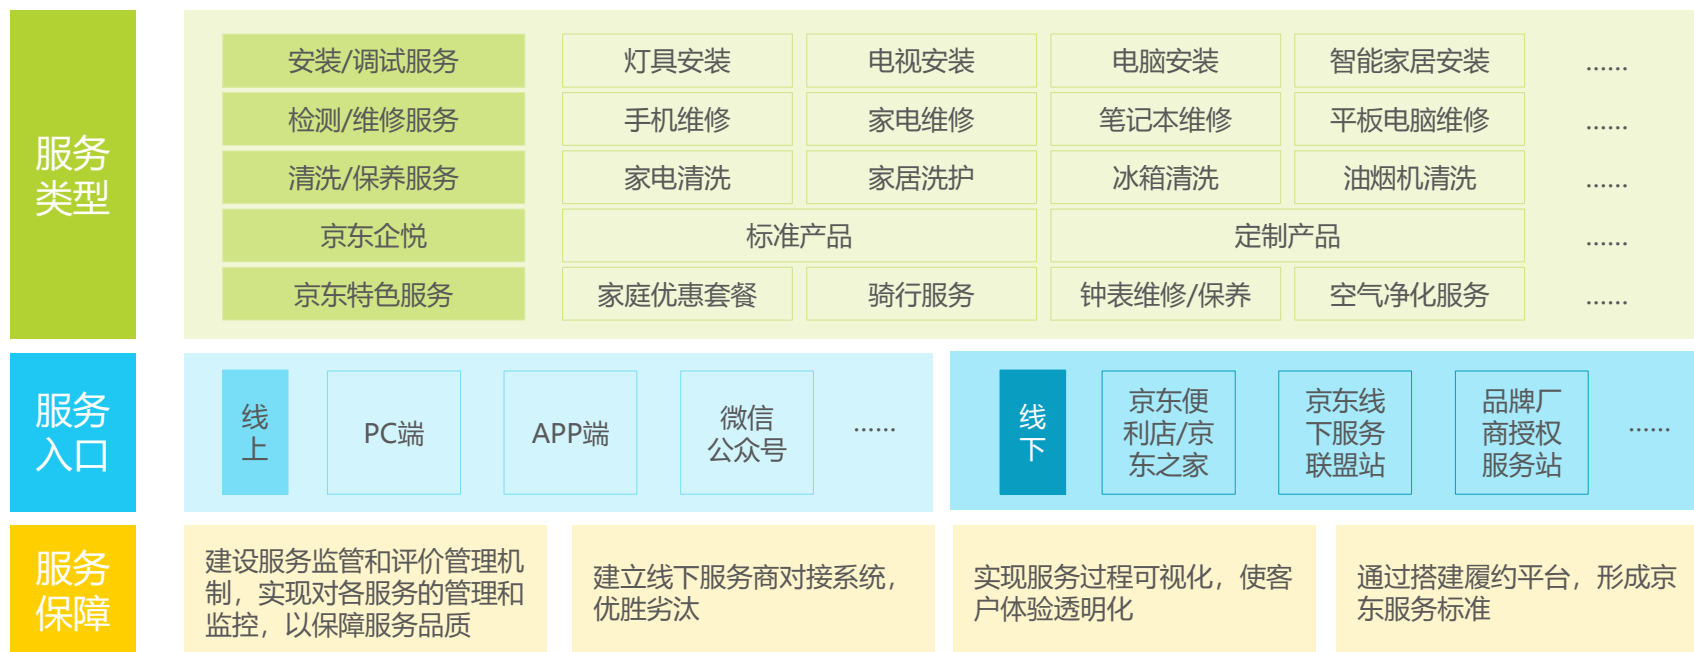 服务
类型
安装/调试服务
灯具安装
电视安装
电脑安装
智能家居安装
······
检测/维修服务
手机维修
家电维修
笔记本维修
平板电脑维修
······
清洗/保养服务
家电清洗
家居洗护
冰箱清洗
油烟机清洗
······
京东企悦
标准产品
定制产品
······
京东特色服务
家庭优惠套餐
骑行服务
钟表维修/保养
空气净化服务
······
服务
入口
线
上
PC端
APP端
微信
公众号
······
线
下
京东便
利店/京
东之家
京东线
下服务
联盟站
品牌厂
商授权
服务站
······
服务
保障
建设服务监管和评价管理机
制，实现对各服务的管理和
监控，以保障服务品质
建立线下服务商对接系统，
优胜劣汰
实现服务过程可视化，使客
户体验透明化
通过搭建履约平台，形成京
东服务标准